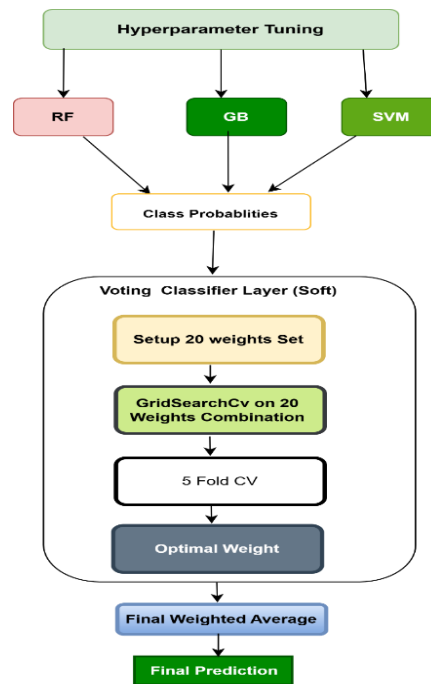 Hyperparameter Tuning
RF
GB
SVM
Class Probablities
Voting Classifier Layer (Soft)
Setup 20 weights Set
GridSearchCv on 20
Weights Combination
5 Fold CV
Optimal Weight
Final Weighted Average
Final Prediction